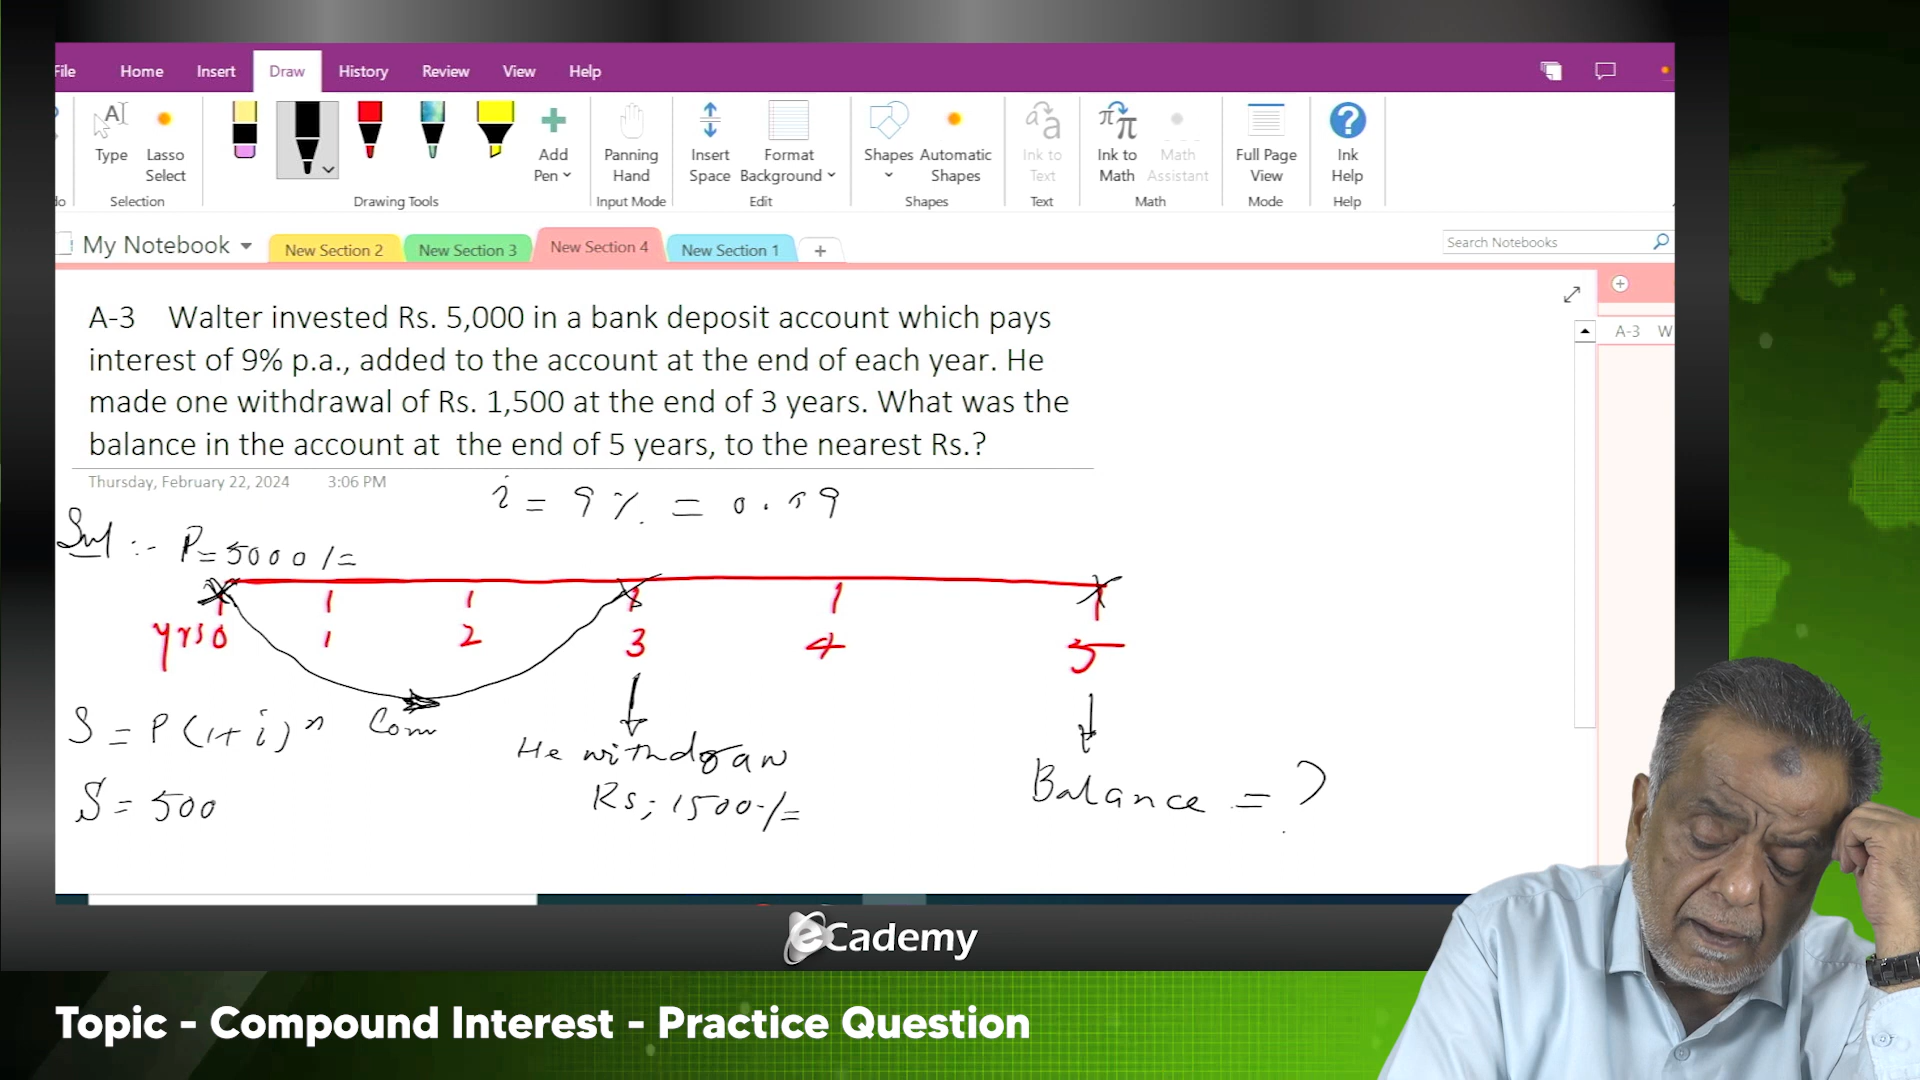 File Home Insert Draw History Review View Help
Type Lasso Select Add Pen Panning Hand Insert Space Format Background Shapes Automatic Shapes Ink to Text Ink to Math Math Assistant Full Page View Ink Help
Selection Drawing Tools Input Mode Edit Shapes Text Math Mode Help
My Notebook New Section 2 New Section 3 New Section 4 New Section 1 + Search Notebooks
A-3 Walter invested Rs. 5,000 in a bank deposit account which pays
interest of 9% p.a., added to the account at the end of each year. He
made one withdrawal of Rs. 1,500 at the end of 3 years. What was the
balance in the account at the end of 5 years, to the nearest Rs.?
A-3 W
Thursday, February 22, 2024 3:06 PM
i = 9% = 0.09
Sol :- P = 5000/=
yrs 0 1 2 3 4 5
S = P(1+i)^n Com
He withdraw
Rs; 1500/=
Balance = ?
S = 500
eCademy
Topic - Compound Interest - Practice Question